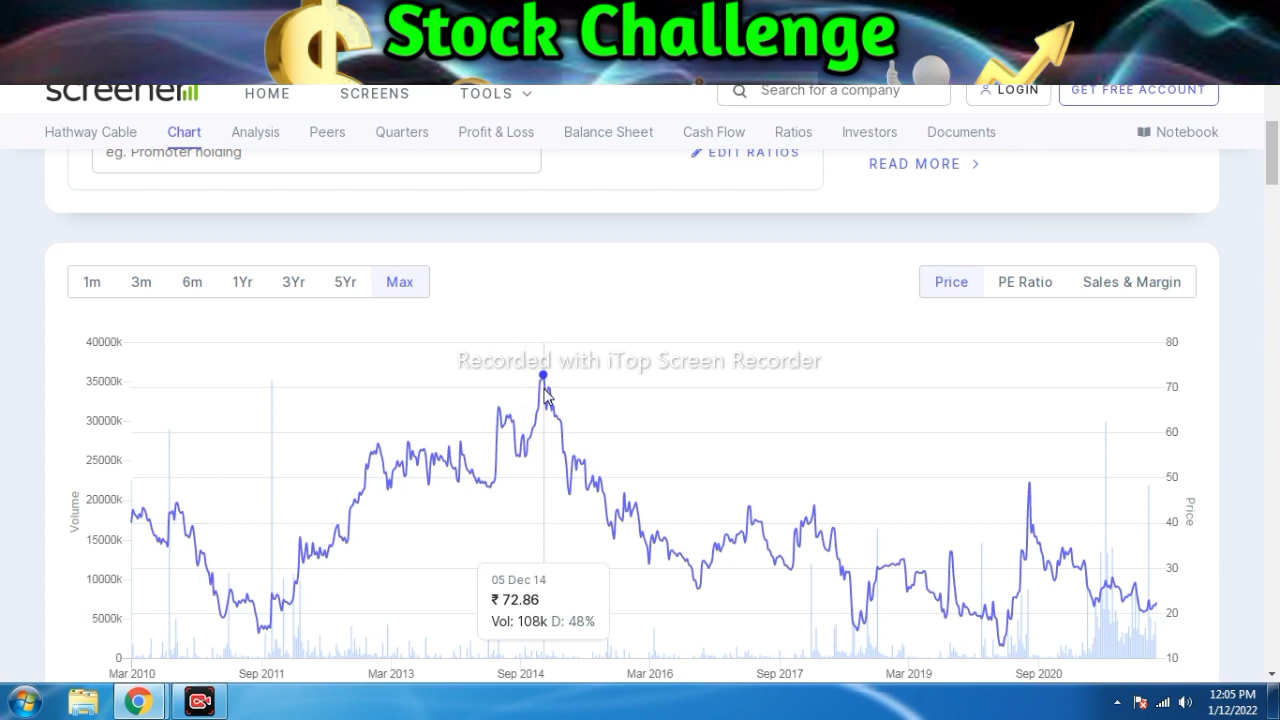 Stock Challenge
screener
HOME SCREENS TOOLS Search for a company LOGIN GET FREE ACCOUNT
Hathway Cable Chart Analysis Peers Quarters Profit & Loss Balance Sheet Cash Flow Ratios Investors Documents Notebook
eg. Promoter holding EDIT RATIOS READ MORE
1m 3m 6m 1Yr 3Yr 5Yr Max Price PE Ratio Sales & Margin
Recorded with iTop Screen Recorder
40000k 80
35000k 70
30000k 60
25000k 50
20000k 40
15000k 30
10000k 20
5000k 10
0
Volume
Price
05 Dec 14
₹ 72.86
Vol: 108k D: 48%
Mar 2010 Sep 2011 Mar 2013 Sep 2014 Mar 2016 Sep 2017 Mar 2019 Sep 2020
12:05 PM
1/12/2022